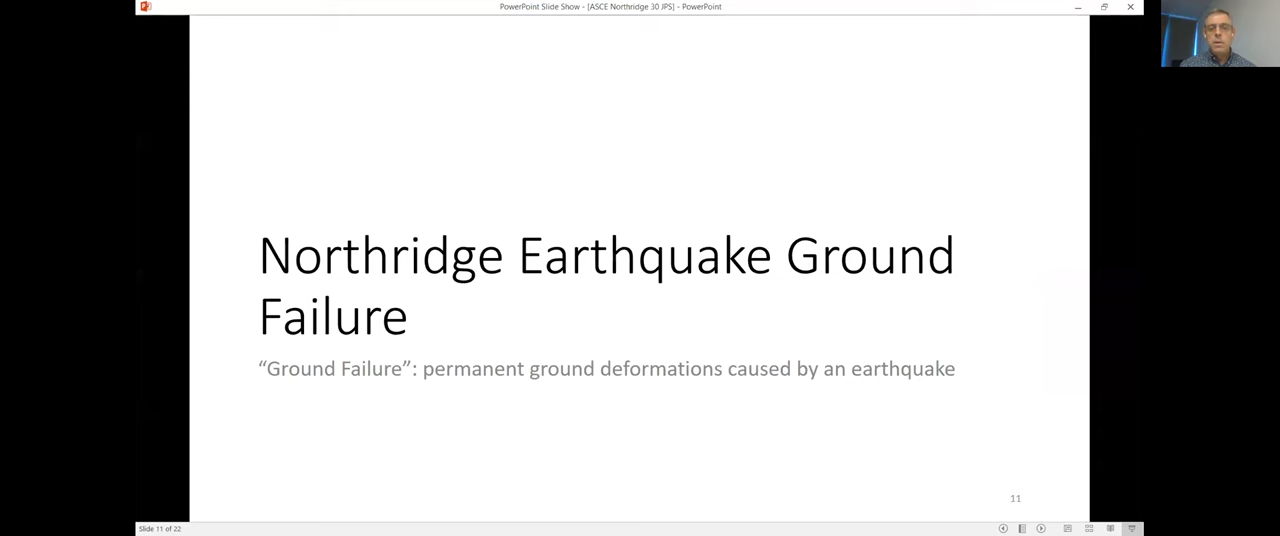 PowerPoint Slide Show - [ASCE Northridge 30 JPS] - PowerPoint
Northridge Earthquake Ground
Failure
“Ground Failure”: permanent ground deformations caused by an earthquake
11
Slide 11 of 22